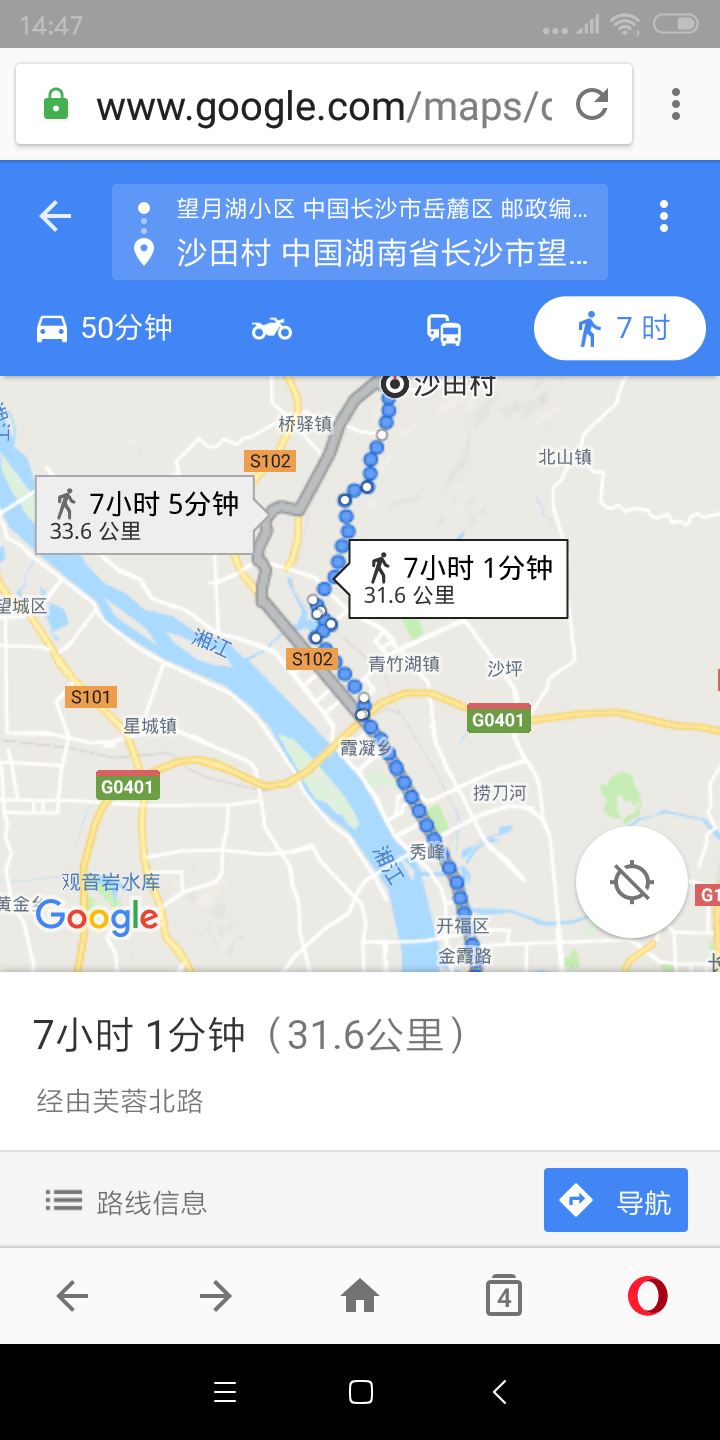 14:47
www.google.com/maps/
望月湖小区 中国长沙市岳麓区 邮政编...
沙田村 中国湖南省长沙市望...
50分钟
7 时
沙田村
桥驿镇
S102
北山镇
7小时 5分钟
33.6 公里
7小时 1分钟
31.6 公里
望城区
湘江
S102
青竹湖镇
沙坪
S101
星城镇
G0401
霞凝乡
G0401
捞刀河
秀峰
湘江
观音岩水库
黄金
Google
开福区
金霞路
7小时 1分钟（31.6公里）
经由芙蓉北路
路线信息
导航
4